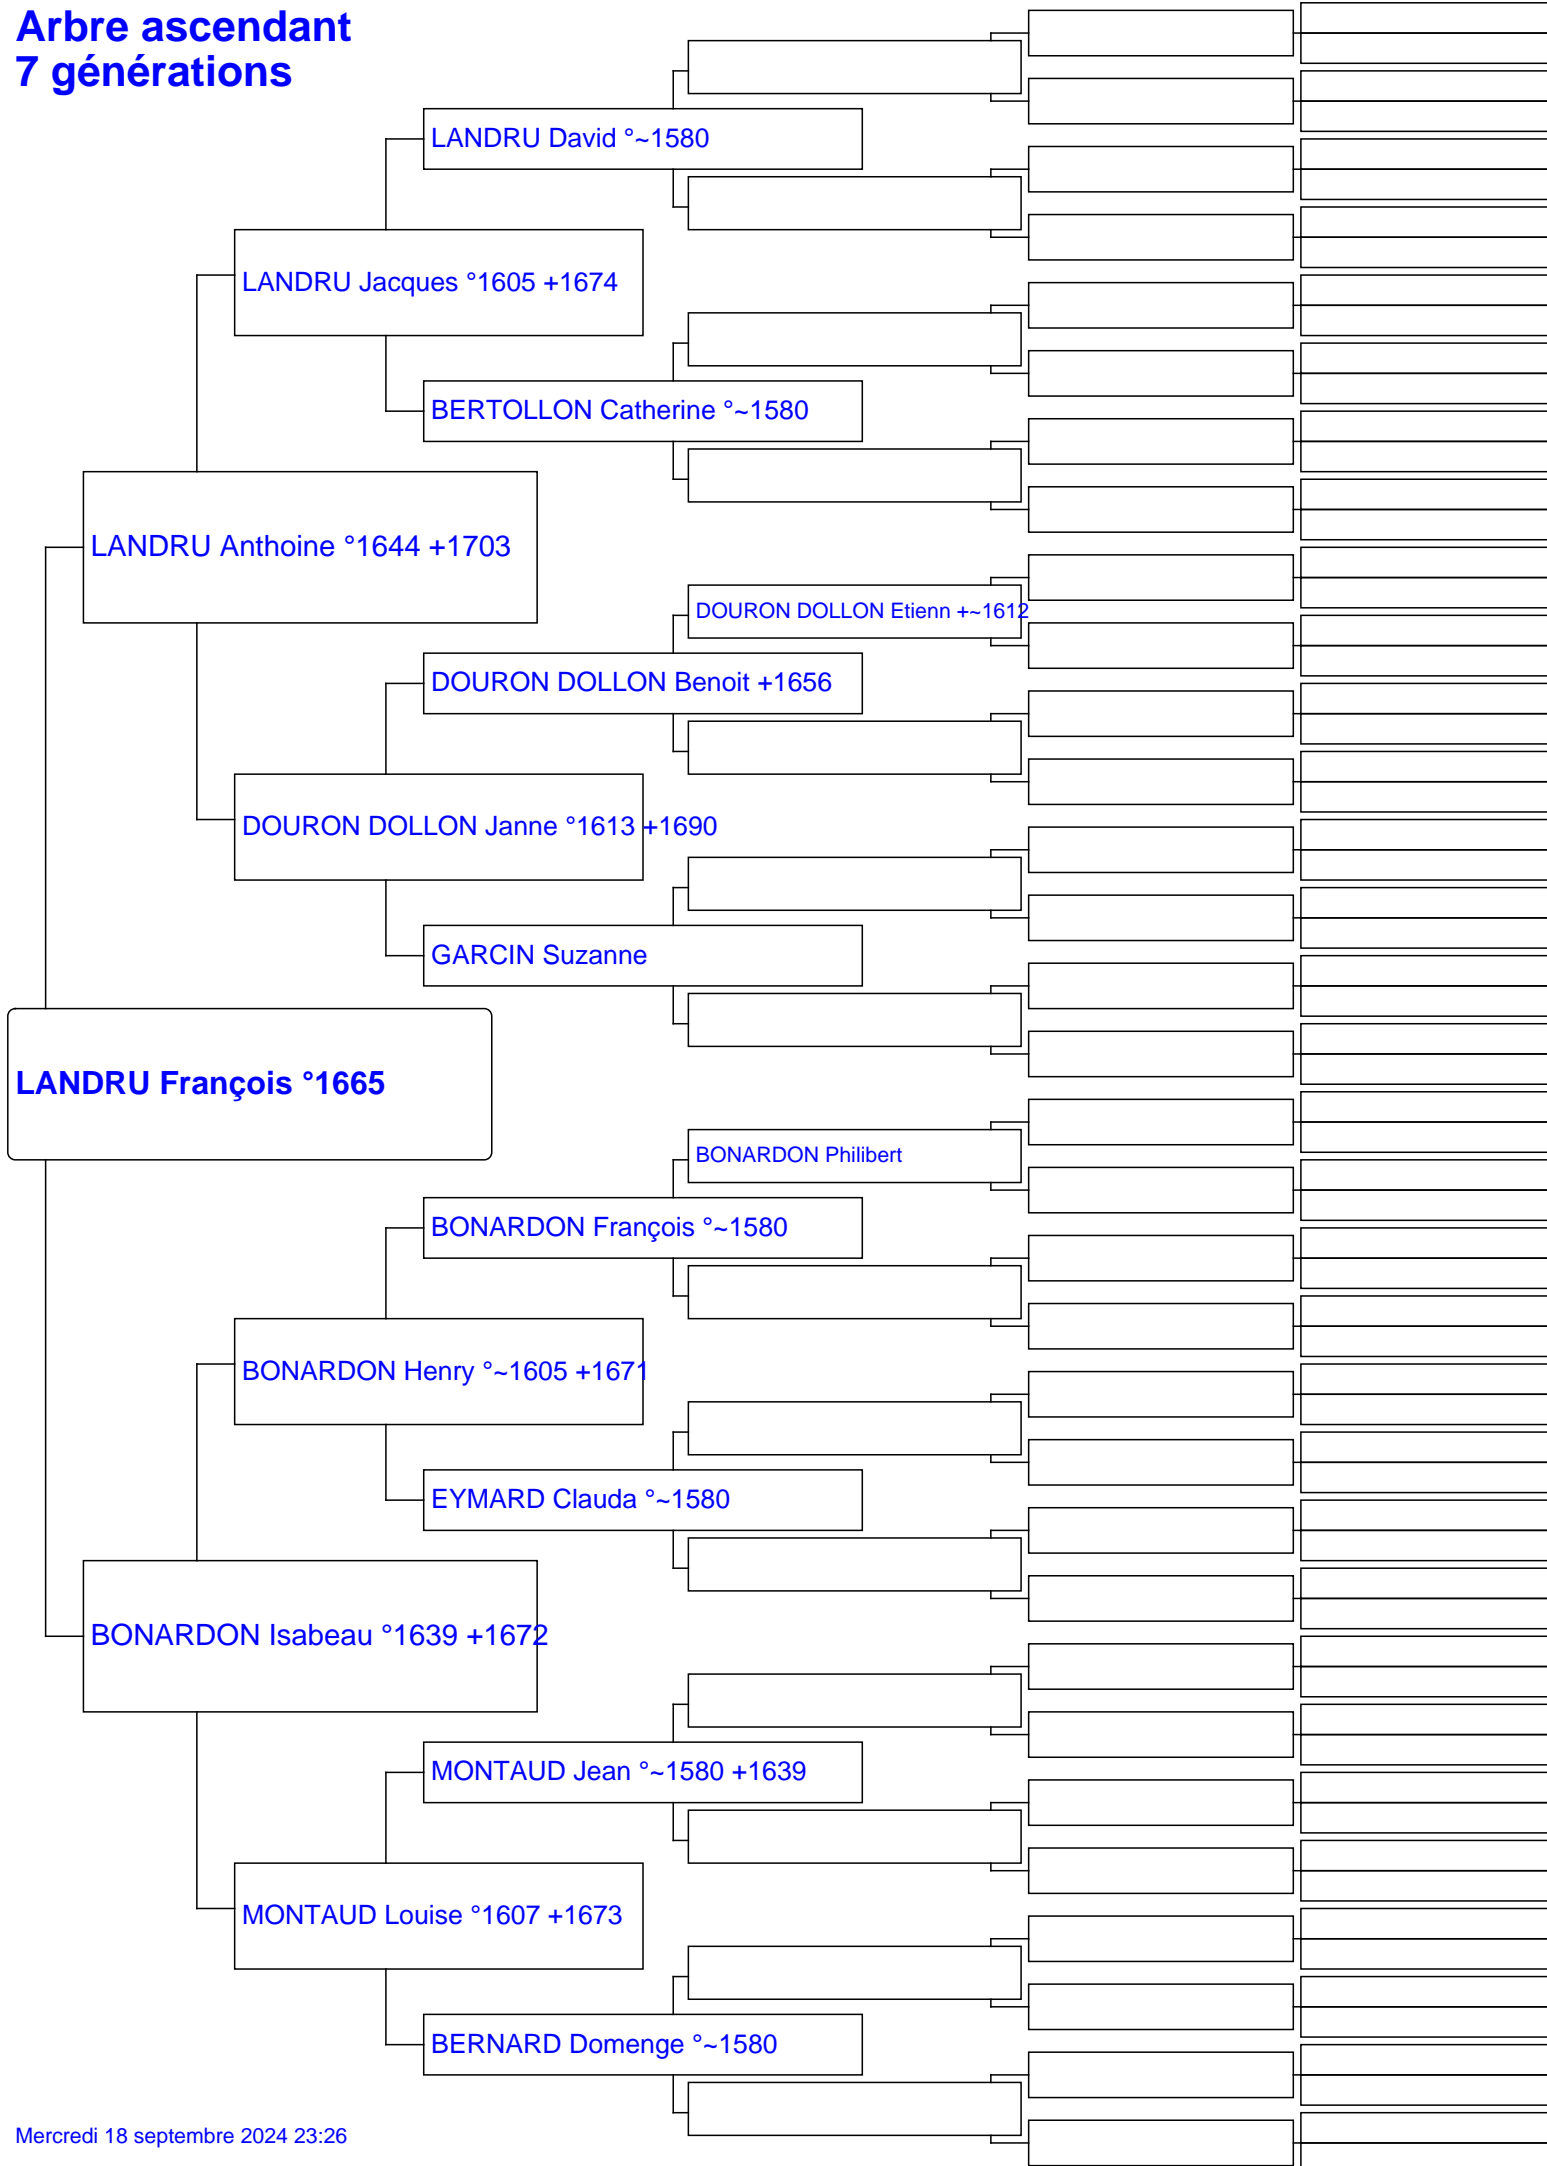 Arbre ascendant
7 générations
LANDRU David °~1580
LANDRU Jacques °1605 +1674
BERTOLLON Catherine °~1580
LANDRU Anthoine °1644 +1703
DOURON DOLLON Etienn +~1612
DOURON DOLLON Benoit +1656
DOURON DOLLON Janne °1613 +1690
GARCIN Suzanne
LANDRU François °1665
BONARDON Philibert
BONARDON François °~1580
BONARDON Henry °~1605 +1671
EYMARD Clauda °~1580
BONARDON Isabeau °1639 +1672
MONTAUD Jean °~1580 +1639
MONTAUD Louise °1607 +1673
BERNARD Domenge °~1580
Mercredi 18 septembre 2024 23:26